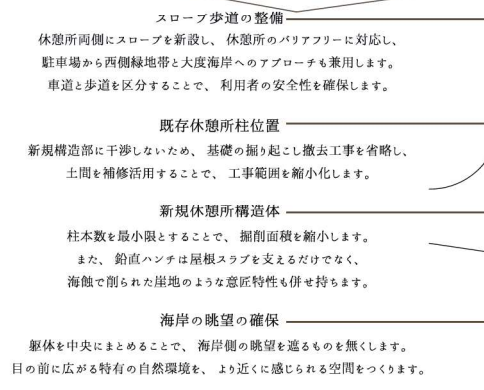 スロープ歩道の整備
休憩所両側にスロープを新設し、休憩所のバリアフリーに対応し、
駐車場から西側緑地帯と大度海岸へのアプローチも兼用します。
車道と歩道を区分することで、利用者の安全性を確保します。
既存休憩所柱位置
新規構造部に干渉しないため、基礎の掘り起こし撤去工事を省略し、
土間を補修活用することで、工事範囲を縮小化します。
新規休憩所構造体
柱本数を最小限とすることで、掘削面積を縮小します。
また、鉛直ハンチは屋根スラブを支えるだけでなく、
海蝕で削られた崖地のような意匠特性も併せ持ちます。
海岸の眺望の確保
躯体を中央にまとめることで、海岸側の眺望を遮るものを無くします。
目の前に広がる特有の自然環境を、より近くに感じられる空間をつくります。